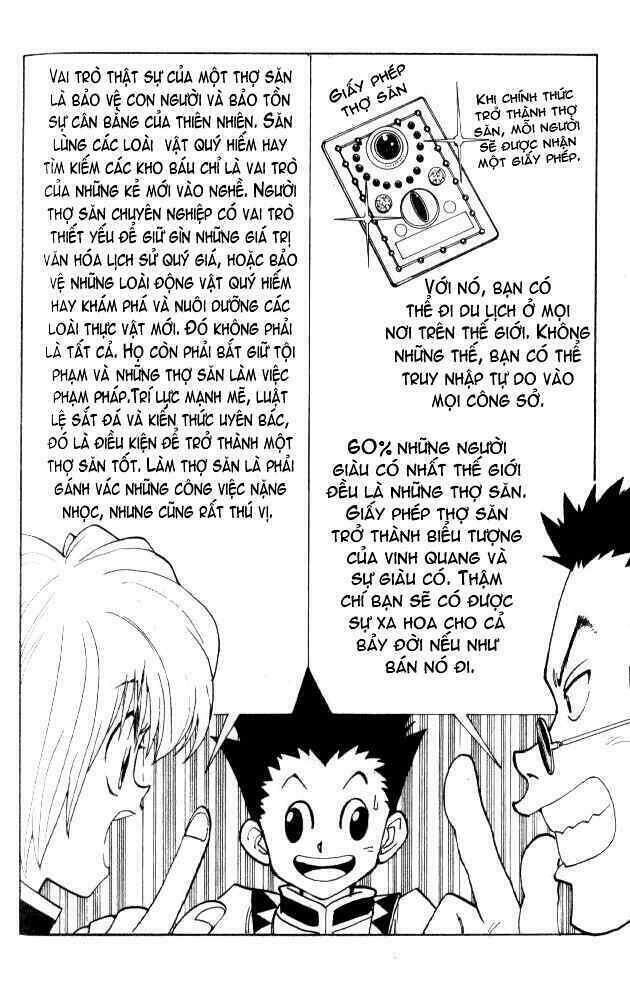 VAI TRÒ THẬT SỰ CỦA MỘT THỢ SĂN
LÀ BẢO VỆ CON NGƯỜI VÀ BẢO TỒN
SỰ CÂN BẰNG CỦA THIÊN NHIÊN. SĂN
LÙNG CÁC LOÀI VẬT QUÝ HIẾM HAY
TÌM KIẾM CÁC KHO BÁU CHỈ LÀ VAI TRÒ
CỦA NHỮNG KẺ MỚI VÀO NGHỀ. NGƯỜI
THỢ SĂN CHUYÊN NGHIỆP CÓ VAI TRÒ
THIẾT YẾU ĐỂ GIỮ GÌN NHỮNG GIÁ TRỊ
VĂN HÓA LỊCH SỬ QUÝ GIÁ, HOẶC BẢO
VỆ NHỮNG LOÀI ĐỘNG VẬT QUÝ HIẾM
HAY KHÁM PHÁ VÀ NUÔI DƯỠNG CÁC
LOÀI THỰC VẬT MỚI. ĐÓ KHÔNG PHẢI
LÀ TẤT CẢ. HỌ CÒN PHẢI BẮT GIỮ TỘI
PHẠM VÀ NHỮNG THỢ SĂN LÀM VIỆC
PHẠM PHÁP.TRÍ LỰC MẠNH MẼ, LUẬT
LỆ SẮT ĐÁ VÀ KIẾN THỨC UYÊN BÁC,
ĐÓ LÀ ĐIỀU KIỆN ĐỂ TRỞ THÀNH MỘT
THỢ SĂN TỐT. LÀM THỢ SĂN LÀ PHẢI
GÁNH VÁC NHỮNG CÔNG VIỆC NẶNG
NHỌC, NHƯNG CŨNG RẤT THÚ VỊ.
GIẤY PHÉP
THỢ SĂN
KHI CHÍNH THỨC
TRỞ THÀNH THỢ
SĂN, MỖI NGƯỜI
SẼ ĐƯỢC NHẬN
MỘT GIẤY PHÉP.
VỚI NÓ, BẠN CÓ
THỂ ĐI DU LỊCH Ở MỌI
NƠI TRÊN THẾ GIỚI. KHÔNG
NHỮNG THẾ, BẠN CÓ THỂ
TRUY NHẬP TỰ DO VÀO
MỌI CÔNG SỞ.
60% NHỮNG NGƯỜI
GIÀU CÓ NHẤT THẾ GIỚI
ĐỀU LÀ NHỮNG THỢ SĂN.
GIẤY PHÉP THỢ SĂN
TRỞ THÀNH BIỂU TƯỢNG
CỦA VINH QUANG VÀ
SỰ GIÀU CÓ. THẬM
CHÍ BẠN SẼ CÓ ĐƯỢC
SỰ XA HOA CHO CẢ
BẢY ĐỜI NẾU NHƯ
BÁN NÓ ĐI.